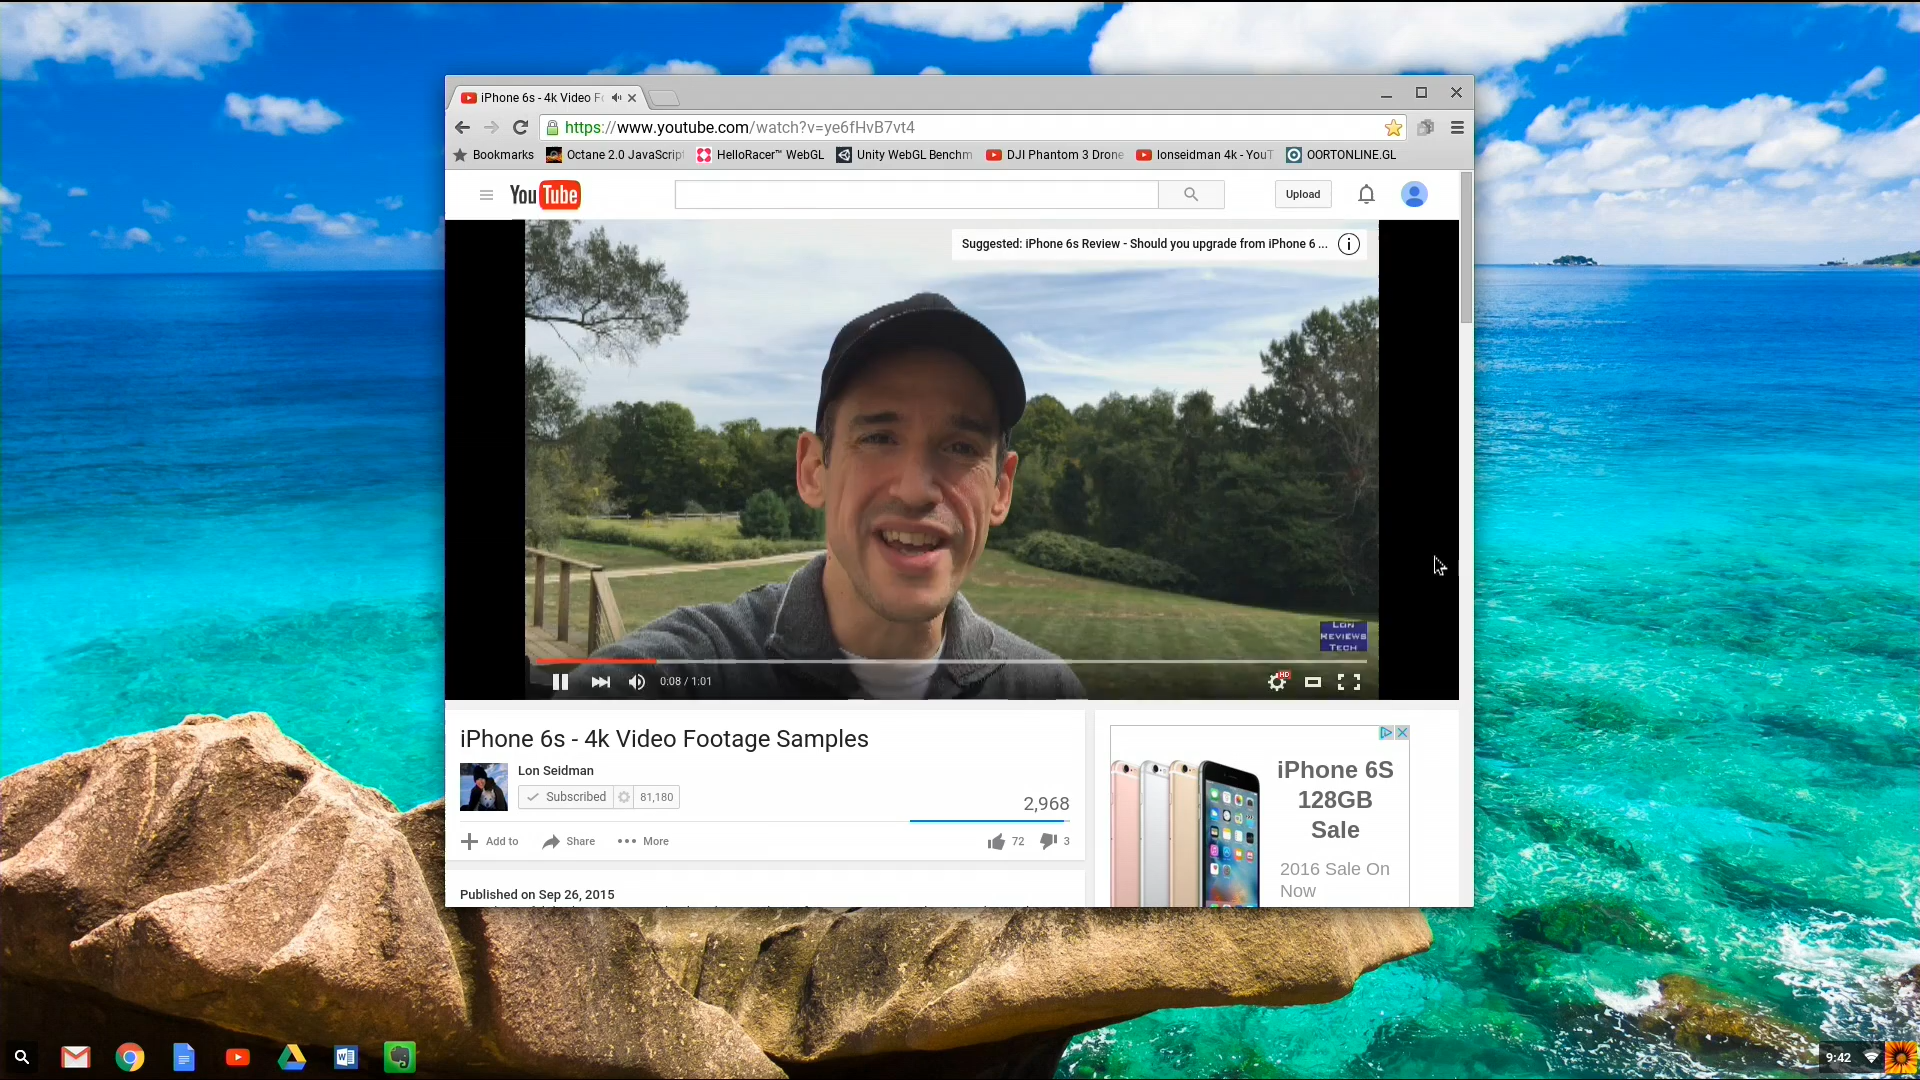 iPhone 6s - 4k Video F
https://www.youtube.com/watch?v=ye6fHvB7vt4
Bookmarks Octane 2.0 JavaScrip HelloRacer™ WebGL Unity WebGL Benchm DJI Phantom 3 Drone lonseidman 4k - YouT OORTONLINE.GL
YouTube Upload
Suggested: iPhone 6s Review - Should you upgrade from iPhone 6 ...
LON
REVIEWS
TECH
0:08 / 1:01 HD
iPhone 6s - 4k Video Footage Samples
Lon Seidman
Subscribed 81,180
2,968
Add to Share More 72 3
Published on Sep 26, 2015
iPhone 6S
128GB
Sale
2016 Sale On
Now
9:42